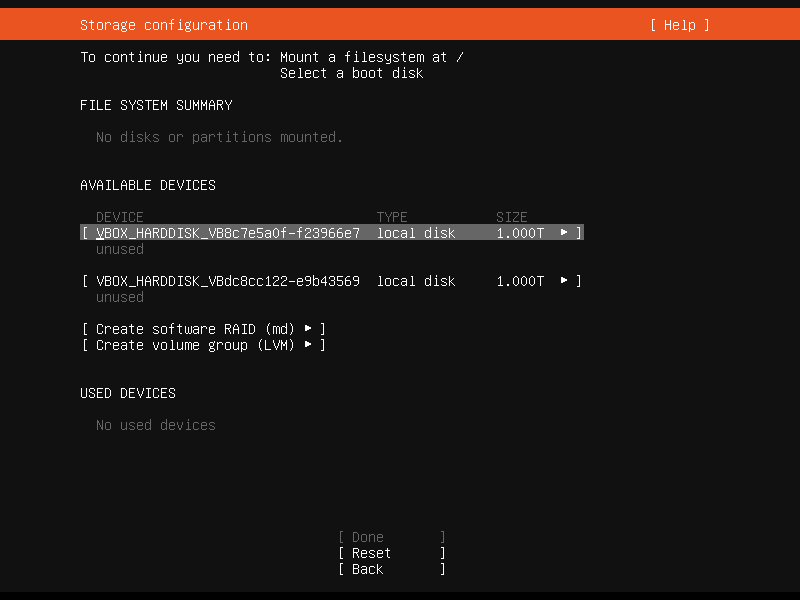 Storage configuration [ Help ]
To continue you need to: Mount a filesystem at /
Select a boot disk
FILE SYSTEM SUMMARY
No disks or partitions mounted.
AVAILABLE DEVICES
DEVICE TYPE SIZE
[ VBOX_HARDDISK_VB8c7e5a0f-f23966e7 local disk 1.000T ▸ ]
unused
[ VBOX_HARDDISK_VBdc8cc122-e9b43569 local disk 1.000T ▸ ]
unused
[ Create software RAID (md) ▸ ]
[ Create volume group (LVM) ▸ ]
USED DEVICES
No used devices
[ Done ]
[ Reset ]
[ Back ]